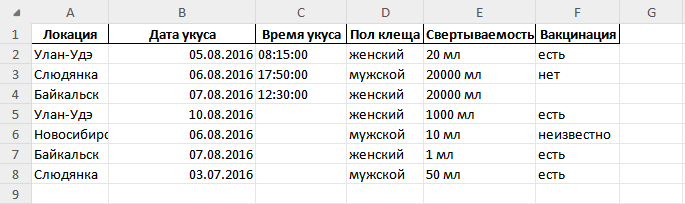 A B C D E F G
1 Локация Дата укуса Время укуса Пол клеща Свертываемость Вакцинация
2 Улан-Удэ 05.08.2016 08:15:00 женский 20 мл есть
3 Слюдянка 06.08.2016 17:50:00 мужской 20000 мл нет
4 Байкальск 07.08.2016 12:30:00 женский 20000 мл
5 Улан-Удэ 10.08.2016 женский 1000 мл есть
6 Новосибирс 06.08.2016 мужской 10 мл неизвестно
7 Байкальск 07.08.2016 женский 1 мл есть
8 Слюдянка 03.07.2016 мужской 50 мл есть
9